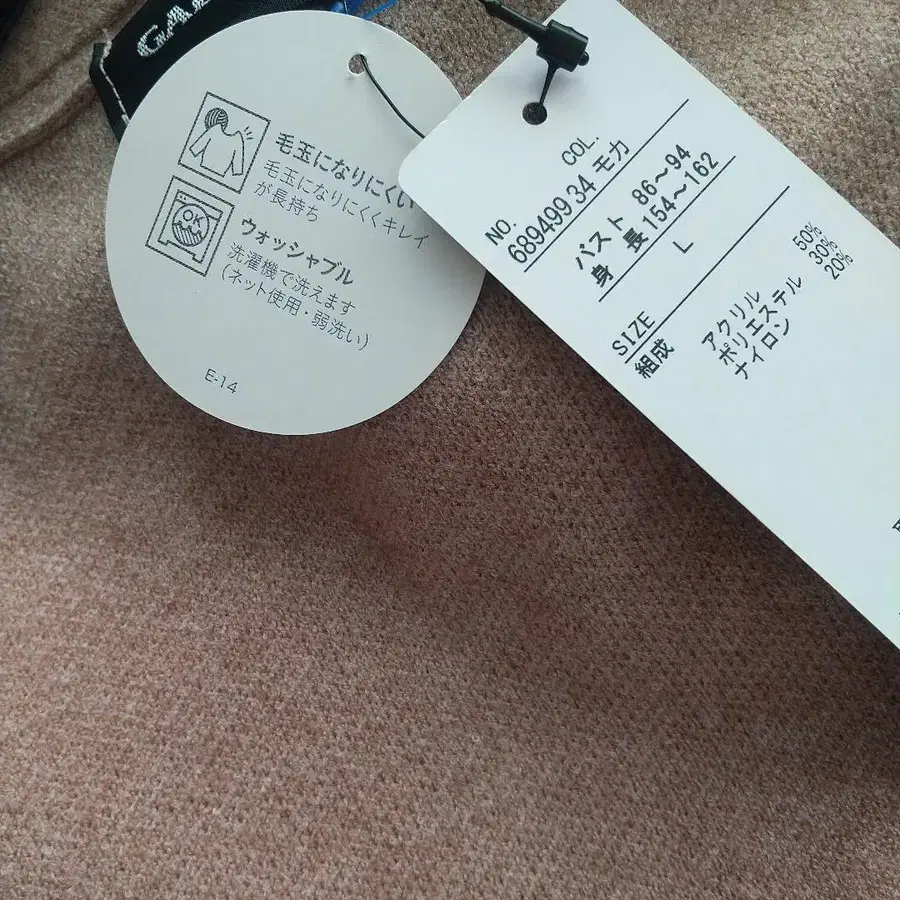 OK
毛玉になりにくい
毛玉になりにくくキレイ
が長持ち
ウォッシャブル
洗濯機で洗えます
(ネット使用・弱洗い)
E-14
NO. COL.
689499 34 モカ
バスト 86〜94
身 長 154〜162
SIZE L
組成
アクリル 50%
ポリエステル 30%
ナイロン 20%